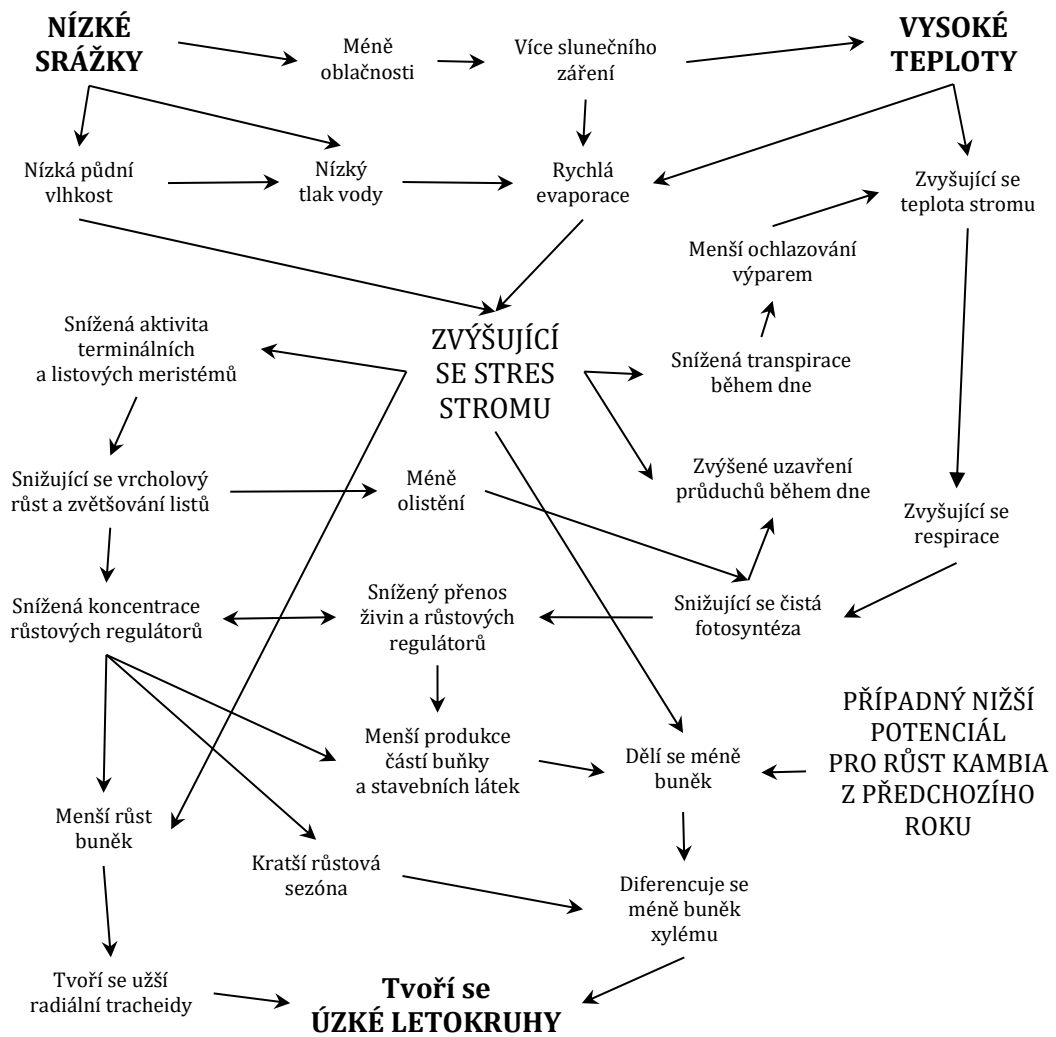 NÍZKÉ
SRÁŽKY
Méně
oblačnosti
Více slunečního
záření
VYSOKÉ
TEPLOTY
Nízká půdní
vlhkost
Nízký
tlak vody
Rychlá
evaporace
Zvyšující se
teplota stromu
Menší ochlazování
výparem
Snížená aktivita
terminálních
a listových meristémů
ZVÝŠUJÍCÍ
SE STRES
STROMU
Snížená transpirace
během dne
Snižující se vrcholový
růst a zvětšování listů
Méně
olistění
Zvýšené uzavření
průduchů během dne
Zvyšující se
respirace
Snížená koncentrace
růstových regulátorů
Snížený přenos
živin a růstových
regulátorů
Snižující se čistá
fotosyntéza
Menší produkce
částí buňky
a stavebních látek
Dělí se méně
buněk
PŘÍPADNÝ NIŽŠÍ
POTENCIÁL
PRO RŮST KAMBIA
Z PŘEDCHOZÍHO
ROKU
Menší růst
buněk
Kratší růstová
sezóna
Diferencuje se
méně buněk
xylému
Tvoří se užší
radiální tracheidy
Tvoří se
ÚZKÉ LETOKRUHY